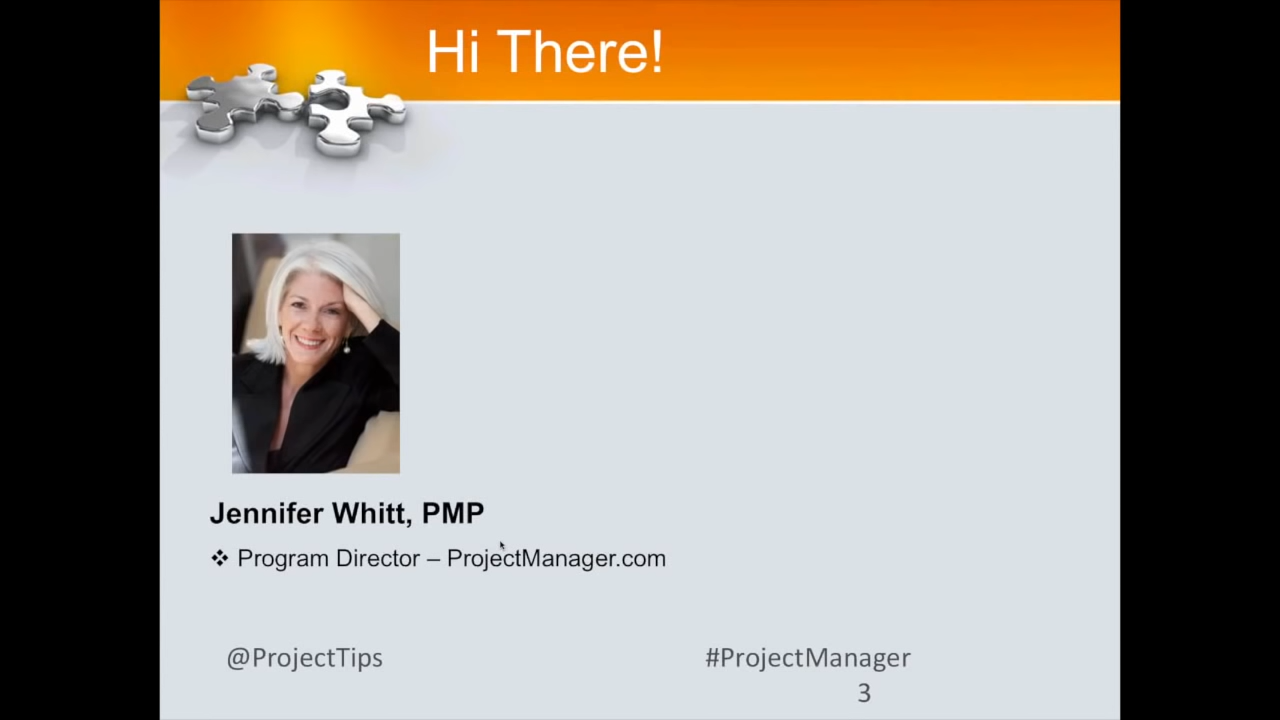 Hi There!
Jennifer Whitt, PMP
❖ Program Director – ProjectManager.com
@ProjectTips
#ProjectManager
3